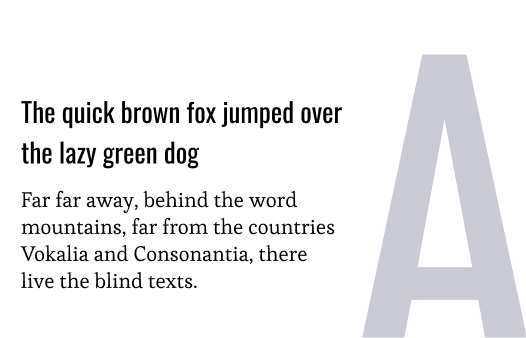 The quick brown fox jumped over
the lazy green dog
Far far away, behind the word
mountains, far from the countries
Vokalia and Consonantia, there
live the blind texts.
A